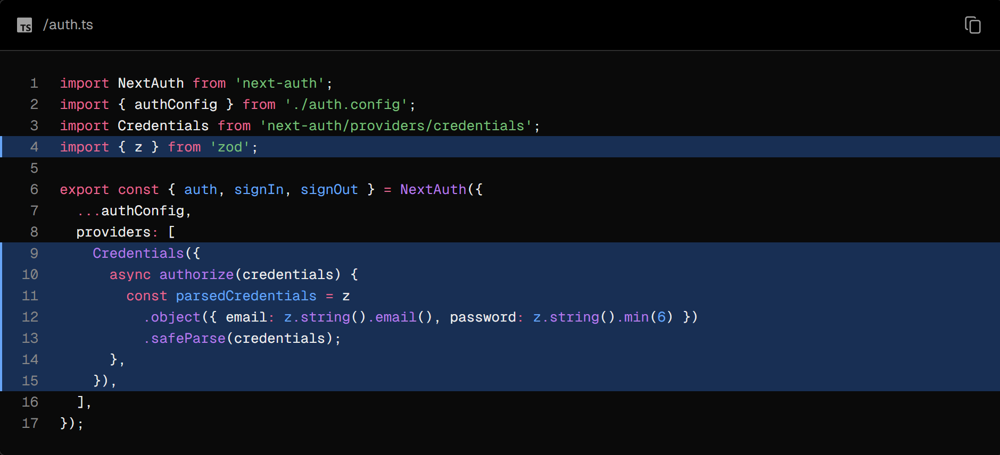 TS /auth.ts
1 import NextAuth from 'next-auth';
2 import { authConfig } from './auth.config';
3 import Credentials from 'next-auth/providers/credentials';
4 import { z } from 'zod';
5
6 export const { auth, signIn, signOut } = NextAuth({
7   ...authConfig,
8   providers: [
9     Credentials({
10       async authorize(credentials) {
11         const parsedCredentials = z
12           .object({ email: z.string().email(), password: z.string().min(6) })
13           .safeParse(credentials);
14       },
15     }),
16   ],
17 });